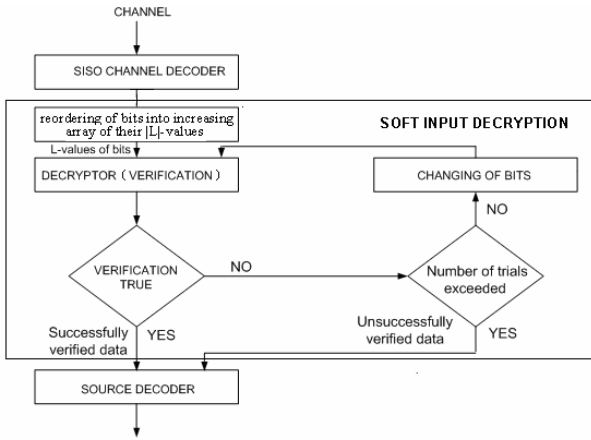 CHANNEL
SISO CHANNEL DECODER
reordering of bits into increasing
array of their |L|-values
SOFT INPUT DECRYPTION
L-values of bits
DECRYPTOR (VERIFICATION)
CHANGING OF BITS
NO
VERIFICATION
TRUE
NO
Number of trials
exceeded
Successfully
verified data
YES
Unsuccessfully
verified data
YES
SOURCE DECODER